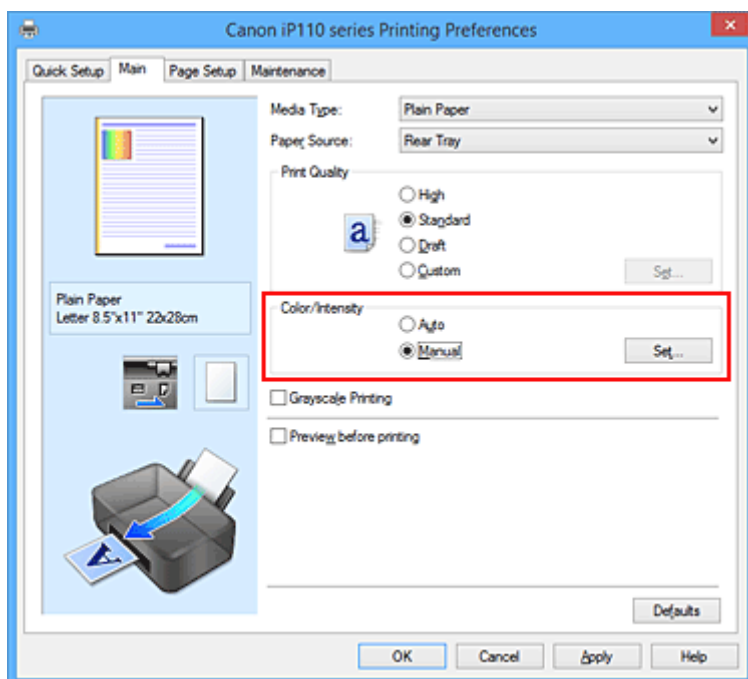 Canon iP110 series Printing Preferences
Quick Setup Main Page Setup Maintenance
Media Type: Plain Paper
Paper Source: Rear Tray
Print Quality
High
a Standard
Draft
Custom Set...
Plain Paper
Letter 8.5"x11" 22x28cm
Color/Intensity
Auto
Manual Set...
Grayscale Printing
Preview before printing
A
Defaults
OK Cancel Apply Help